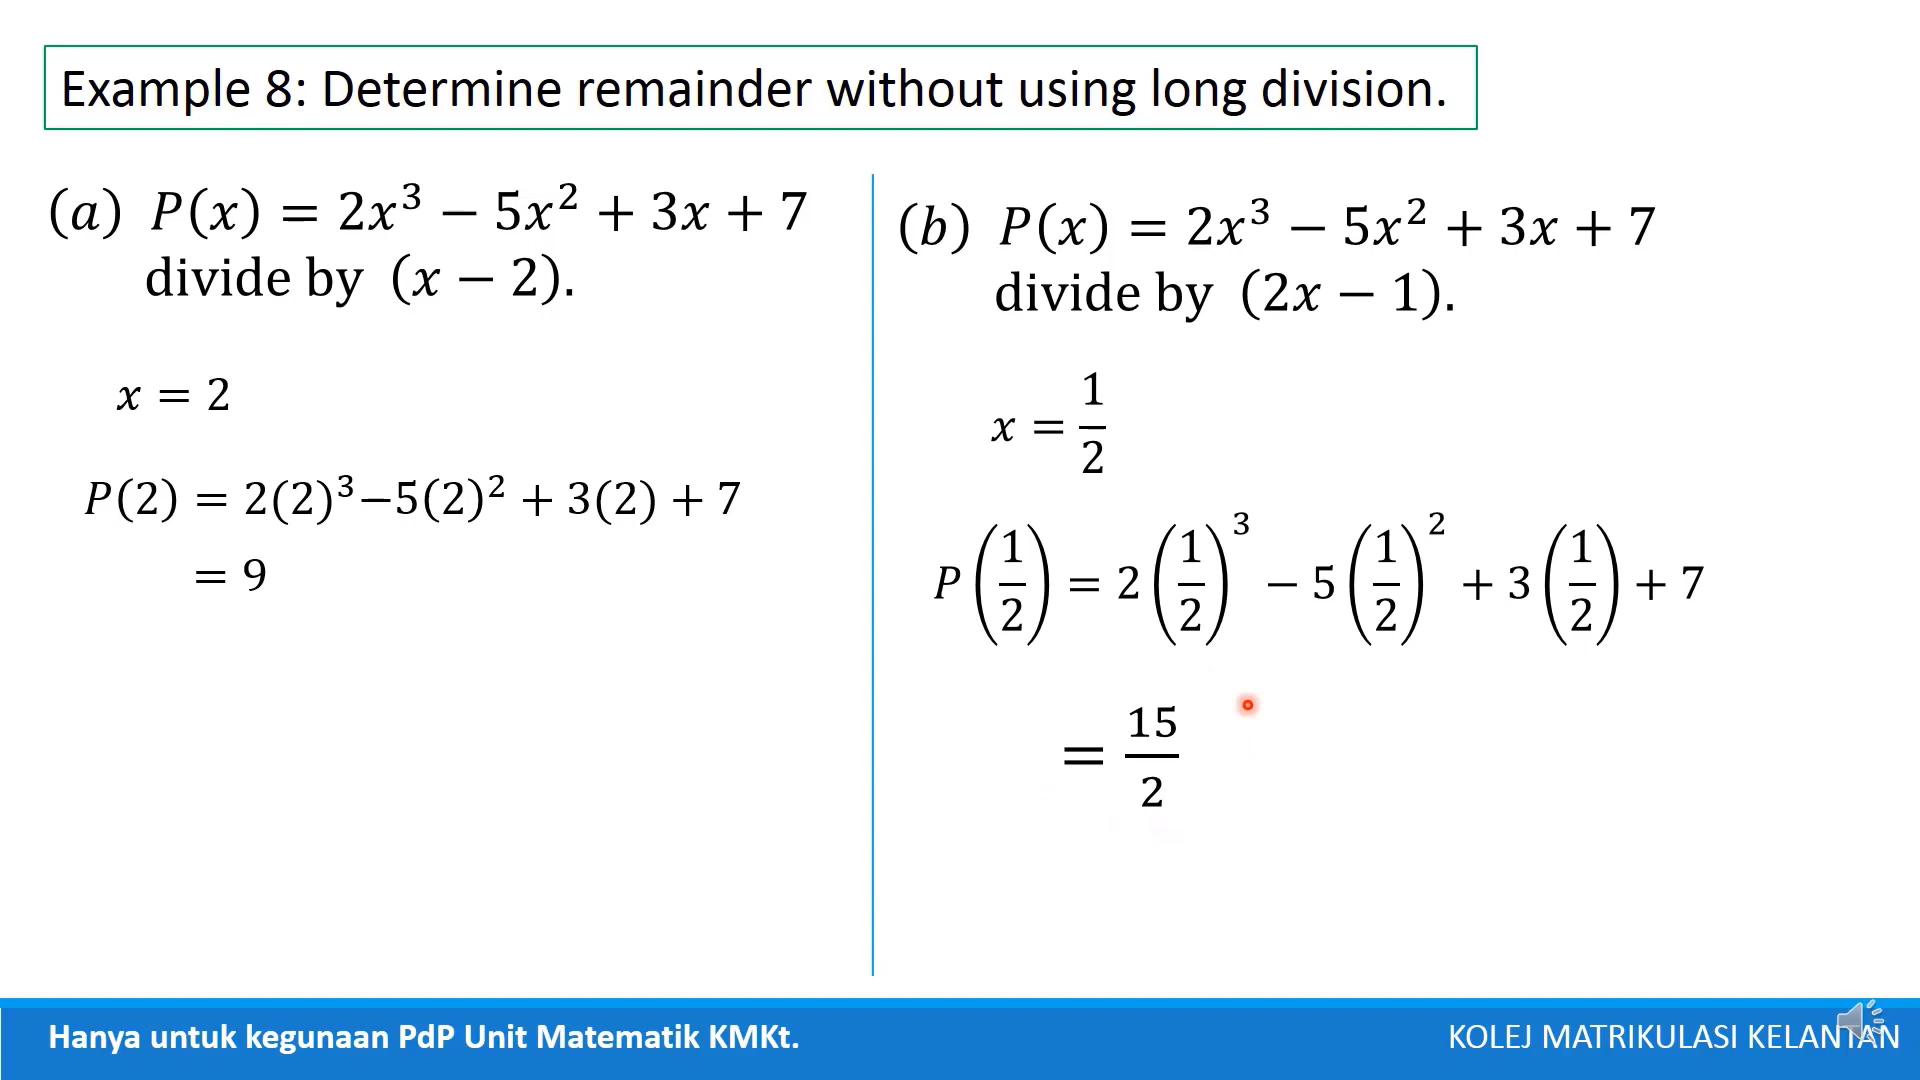 Example 8: Determine remainder without using long division.
(a) P(x) = 2x³ − 5x² + 3x + 7
divide by (x − 2).
x = 2
P(2) = 2(2)³−5(2)² + 3(2) + 7
= 9
(b) P(x) = 2x³ − 5x² + 3x + 7
divide by (2x − 1).
x = 1/2
P(1/2) = 2(1/2)³ − 5(1/2)² + 3(1/2) + 7
= 15/2
Hanya untuk kegunaan PdP Unit Matematik KMKt.
KOLEJ MATRIKULASI KELANTAN